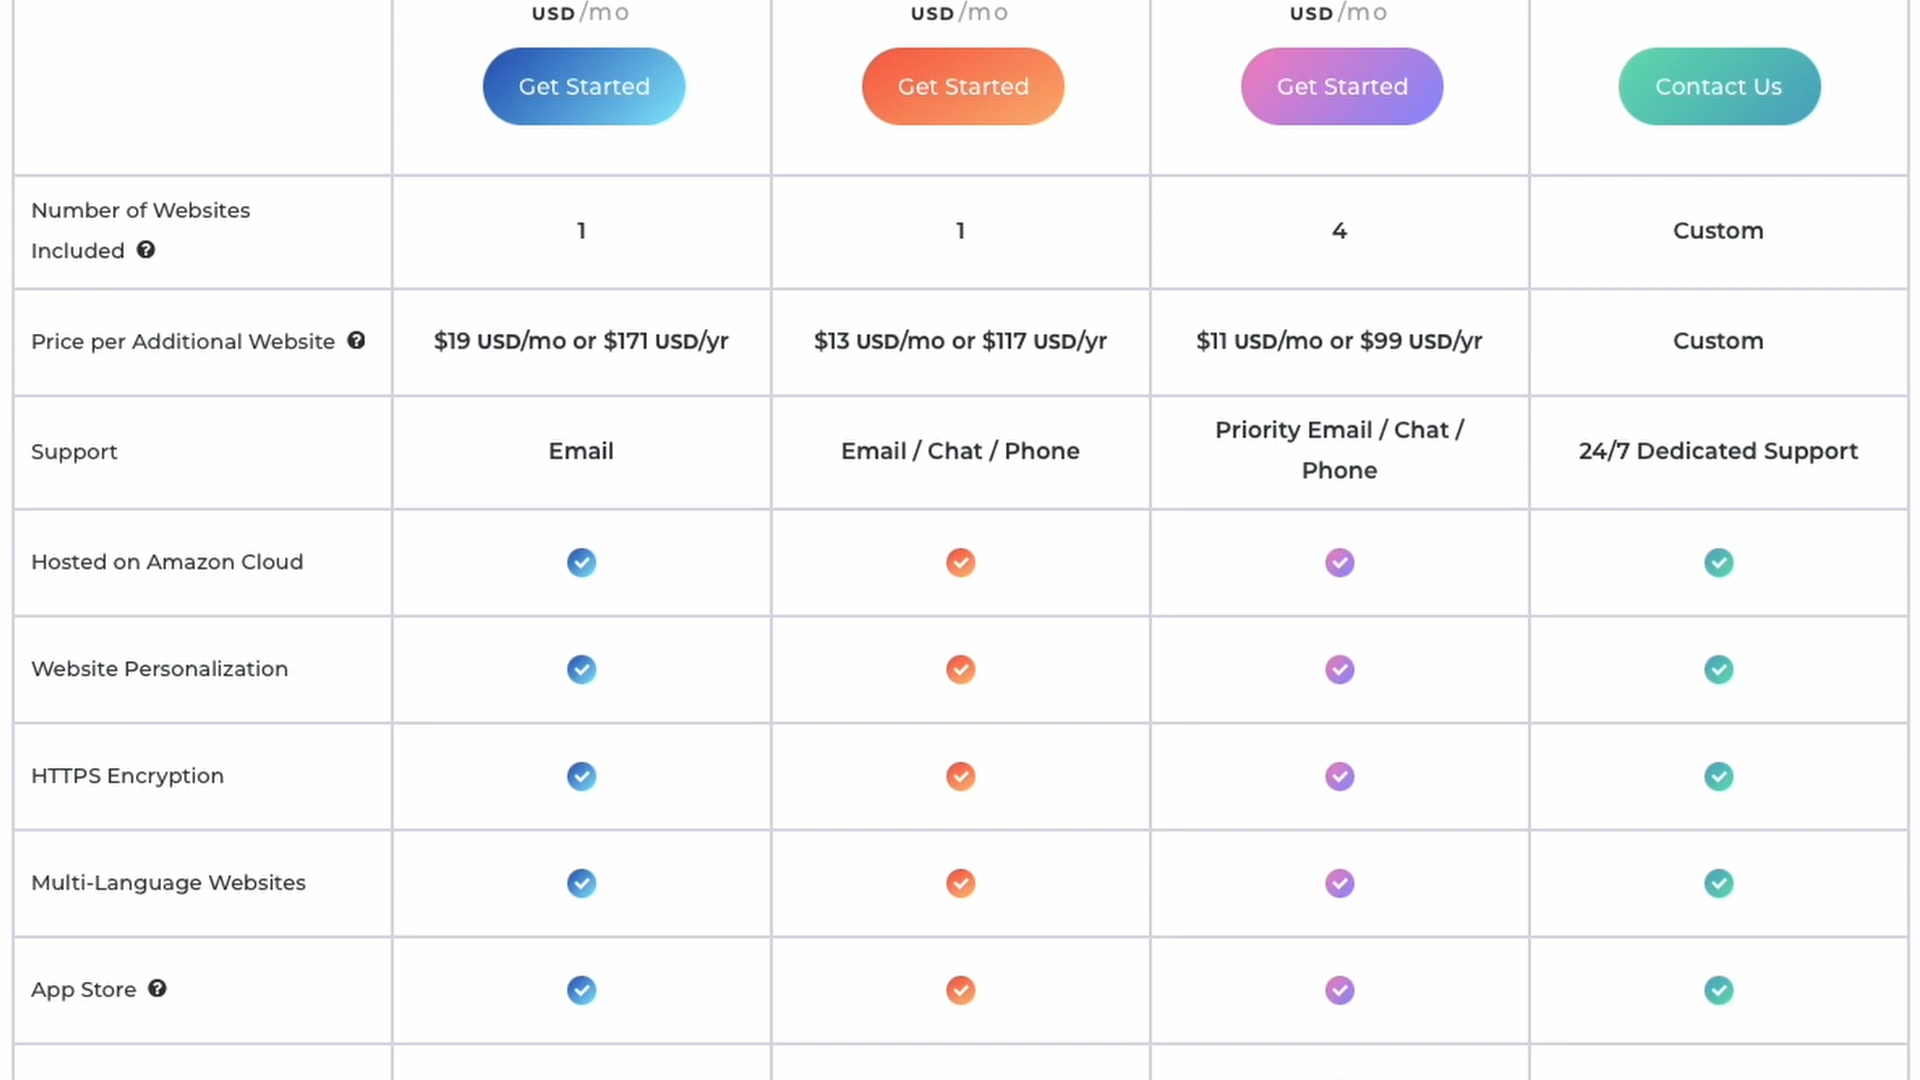 USD /mo
USD /mo
USD /mo
Get Started
Get Started
Get Started
Contact Us
Number of Websites
Included
1
1
4
Custom
Price per Additional Website
$19 USD/mo or $171 USD/yr
$13 USD/mo or $117 USD/yr
$11 USD/mo or $99 USD/yr
Custom
Support
Email
Email / Chat / Phone
Priority Email / Chat /
Phone
24/7 Dedicated Support
Hosted on Amazon Cloud
Website Personalization
HTTPS Encryption
Multi-Language Websites
App Store